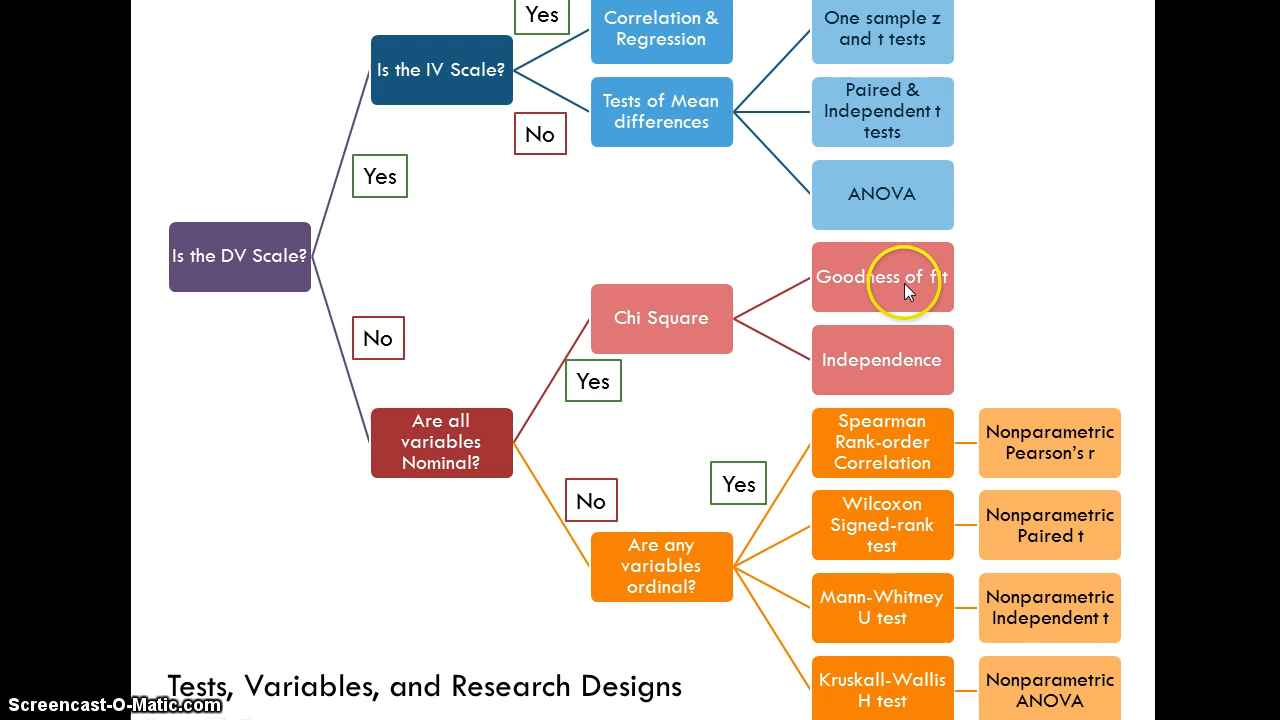 Yes
Correlation &
Regression
One sample z
and t tests
Is the IV Scale?
Tests of Mean
differences
Paired &
Independent t
tests
No
Yes
ANOVA
Is the DV Scale?
Goodness of fit
Chi Square
No
Independence
Yes
Are all
variables
Nominal?
Spearman
Rank-order
Correlation
Nonparametric
Pearson's r
Yes
No
Wilcoxon
Signed-rank
test
Nonparametric
Paired t
Are any
variables
ordinal?
Mann-Whitney
U test
Nonparametric
Independent t
Kruskall-Wallis
H test
Nonparametric
ANOVA
Tests, Variables, and Research Designs
Screencast-O-Matic.com